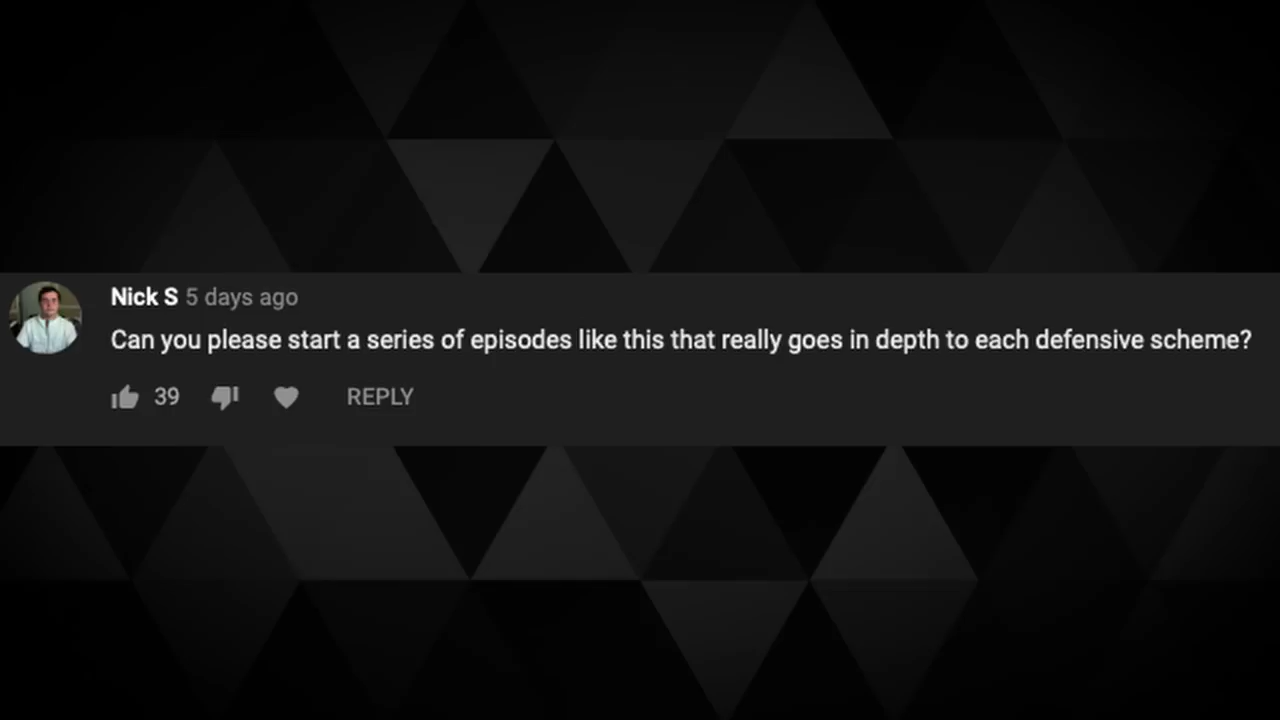 Nick S 5 days ago
Can you please start a series of episodes like this that really goes in depth to each defensive scheme?
39 REPLY